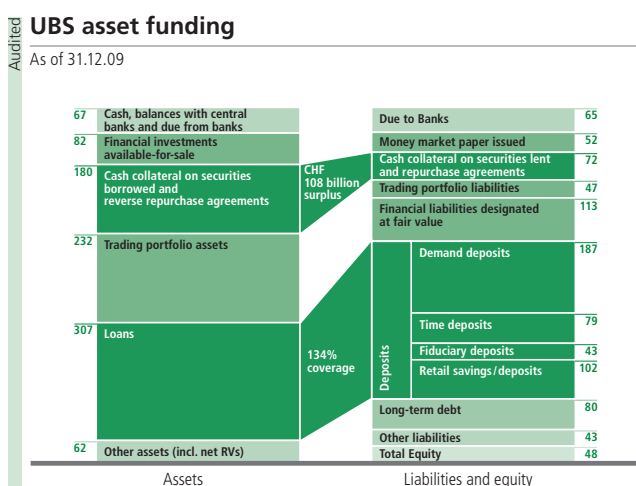 Audited
UBS asset funding
As of 31.12.09
67 Cash, balances with central
banks and due from banks
82 Financial investments
available-for-sale
180 Cash collateral on securities
borrowed and
reverse repurchase agreements
CHF
108 billion
surplus
232 Trading portfolio assets
307 Loans
134%
coverage
62 Other assets (incl. net RVs)
Due to Banks 65
Money market paper issued 52
Cash collateral on securities lent 72
and repurchase agreements
Trading portfolio liabilities 47
Financial liabilities designated 113
at fair value
Deposits
Demand deposits 187
Time deposits 79
Fiduciary deposits 43
Retail savings/deposits 102
Long-term debt 80
Other liabilities 43
Total Equity 48
Assets
Liabilities and equity